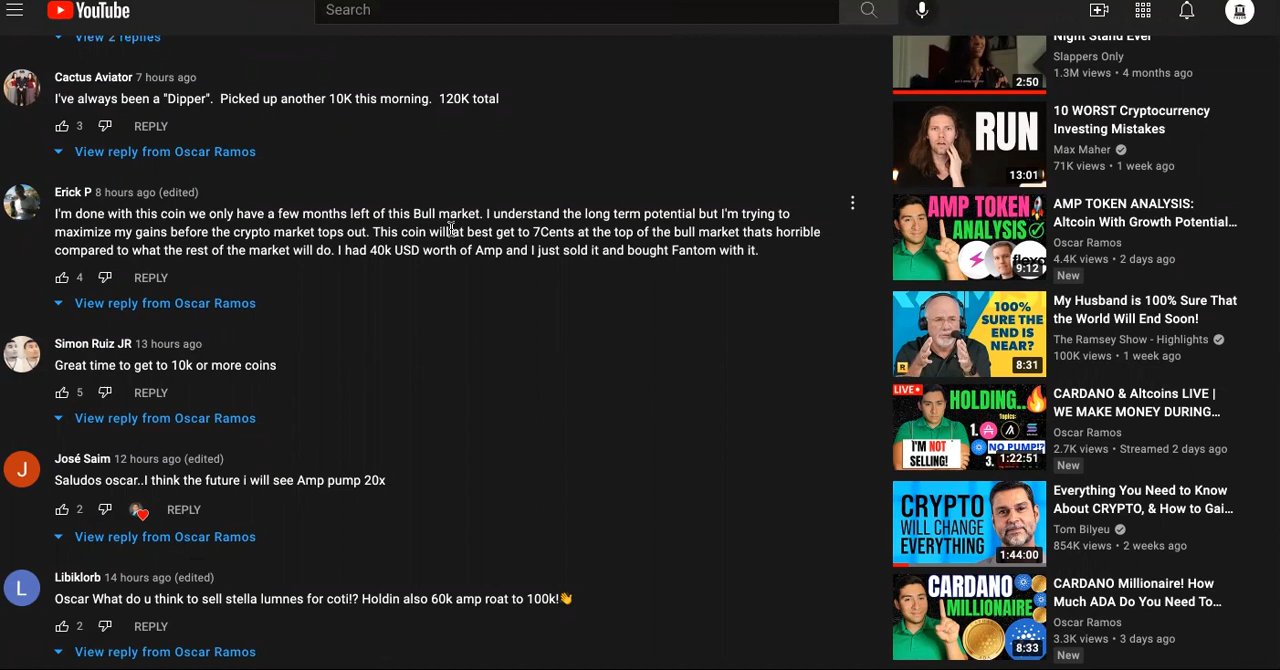 YouTube
Search
View 2 replies
Cactus Aviator 7 hours ago
I've always been a "Dipper". Picked up another 10K this morning. 120K total
3 REPLY
View reply from Oscar Ramos
Erick P 8 hours ago (edited)
I'm done with this coin we only have a few months left of this Bull market. I understand the long term potential but I'm trying to
maximize my gains before the crypto market tops out. This coin will at best get to 7Cents at the top of the bull market thats horrible
compared to what the rest of the market will do. I had 40k USD worth of Amp and I just sold it and bought Fantom with it.
4 REPLY
View reply from Oscar Ramos
Simon Ruiz JR 13 hours ago
Great time to get to 10k or more coins
5 REPLY
View reply from Oscar Ramos
J
José Saim 12 hours ago (edited)
Saludos oscar..I think the future i will see Amp pump 20x
2 REPLY
View reply from Oscar Ramos
L
Libiklorb 14 hours ago (edited)
Oscar What do u think to sell stella lumnes for coti!? Holdin also 60k amp roat to 100k!👋
2 REPLY
View reply from Oscar Ramos
Night Stand Ever
Slappers Only
1.3M views • 4 months ago
2:50
RUN
13:01
10 WORST Cryptocurrency
Investing Mistakes
Max Maher
71K views • 1 week ago
AMP TOKEN
ANALYSIS
flexa
9:12
AMP TOKEN ANALYSIS:
Altcoin With Growth Potential...
Oscar Ramos
4.4K views • 2 days ago
New
100%
SURE THE
END IS
NEAR?
R
8:31
My Husband is 100% Sure That
the World Will End Soon!
The Ramsey Show - Highlights
100K views • 1 week ago
LIVE
HOLDING..
Topics:
1.
I'M NOT
SELLING!
NO PUMP!?
3.
1:22:51
CARDANO & Altcoins LIVE |
WE MAKE MONEY DURING...
Oscar Ramos
2.7K views • Streamed 2 days ago
New
CRYPTO
WILL CHANGE
EVERYTHING
1:44:00
Everything You Need to Know
About CRYPTO, & How to Gai...
Tom Bilyeu
854K views • 2 weeks ago
CARDANO
MILLIONAIRE!
8:33
CARDANO Millionaire! How
Much ADA Do You Need To...
Oscar Ramos
3.3K views • 3 days ago
New